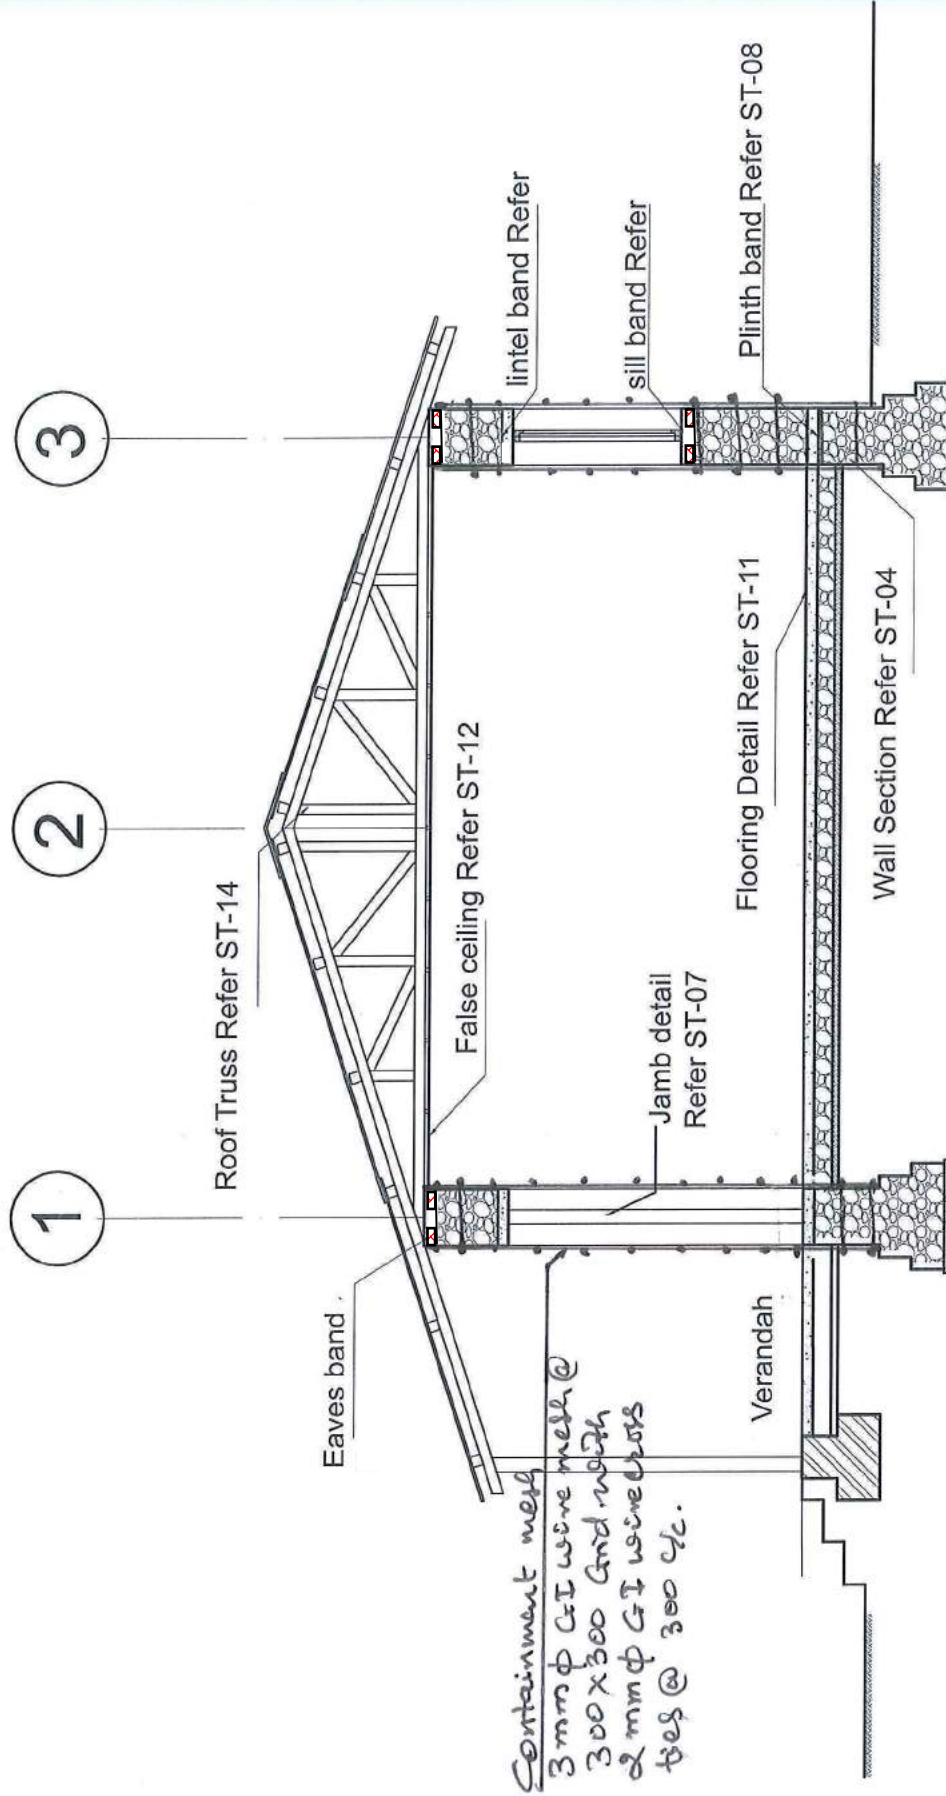 1
2
3
Roof Truss Refer ST-14
Eaves band
lintel band Refer
False ceiling Refer ST-12
sill band Refer
Jamb detail
Refer ST-07
Plinth band Refer ST-08
Flooring Detail Refer ST-11
Verandah
Wall Section Refer ST-04
Containment mesh
3mm ф GI wire mesh @
300 x 300 Grid with
2 mm ф GI wire cross
ties @ 300 c/c.